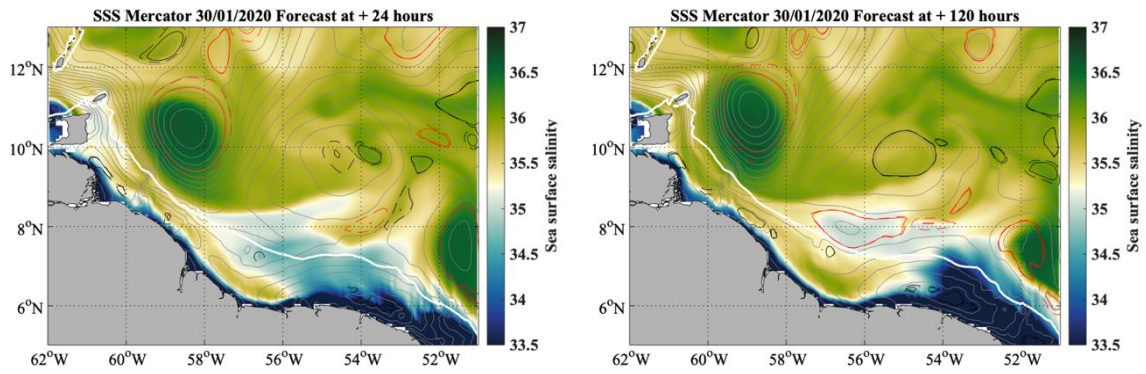 SSS Mercator 30/01/2020 Forecast at + 24 hours
12°N
10°N
8°N
6°N
62°W 60°W 58°W 56°W 54°W 52°W
37
36.5
36
35.5
35
34.5
34
33.5
Sea surface salinity
SSS Mercator 30/01/2020 Forecast at + 120 hours
12°N
10°N
8°N
6°N
62°W 60°W 58°W 56°W 54°W 52°W
37
36.5
36
35.5
35
34.5
34
33.5
Sea surface salinity